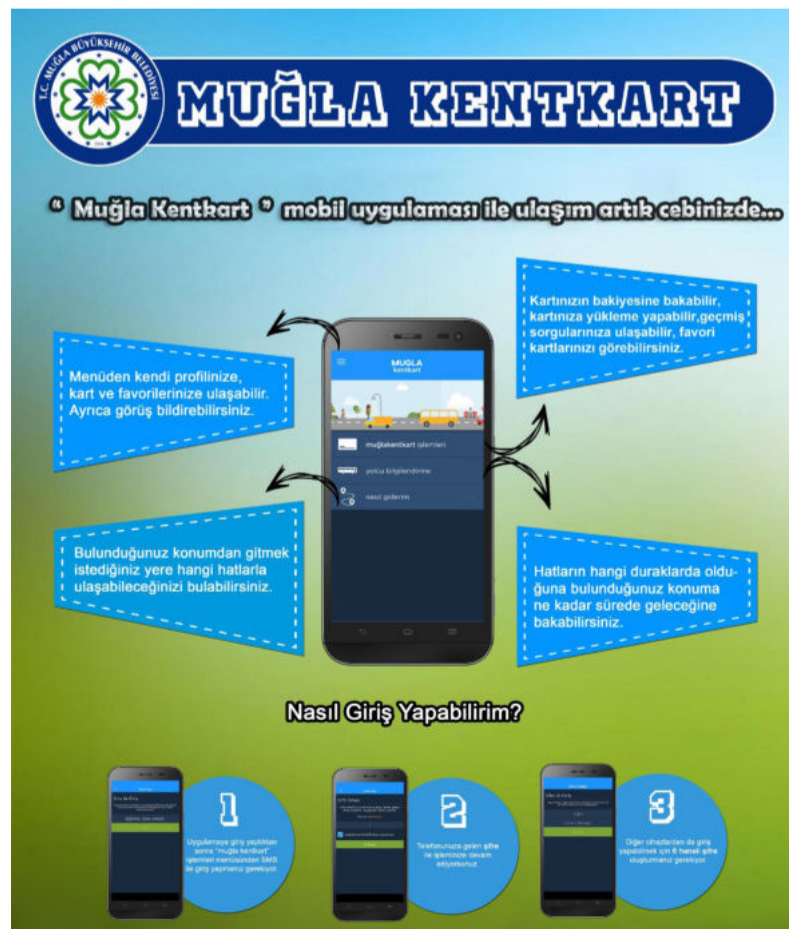 T.C. MUĞLA BÜYÜKŞEHİR BELEDİYESİ
MUĞLA KENTKART
“ Muğla Kentkart ” mobil uygulaması ile ulaşım artık cebinizde...
Kartınızın bakiyesine bakabilir,
kartınıza yükleme yapabilir,geçmiş
sorgularınıza ulaşabilir, favori
kartlarınızı görebilirsiniz.
Menüden kendi profilinize,
kart ve favorilerinize ulaşabilir.
Ayrıca görüş bildirebilirsiniz.
MUĞLA
kentkart
muğlakentkart işlemleri
yolcu bilgilendirme
nasıl giderim
Bulunduğunuz konumdan gitmek
istediğiniz yere hangi hatlarla
ulaşabileceğinizi bulabilirsiniz.
Hatların hangi duraklarda oldu-
ğuna bulunduğunuz konuma
ne kadar sürede geleceğine
bakabilirsiniz.
Nasıl Giriş Yapabilirim?
1
Uygulamaya giriş yaptıktan
sonra "muğla kentkart"
işlemleri menüsünden SMS
ile giriş yapmanız gerekiyor.
2
Telefonunuza gelen şifre
ile işleminize devam
ediyorsunuz.
3
Diğer cihazlardan da giriş
yapabilmek için 6 haneli şifre
oluşturmanız gerekiyor.